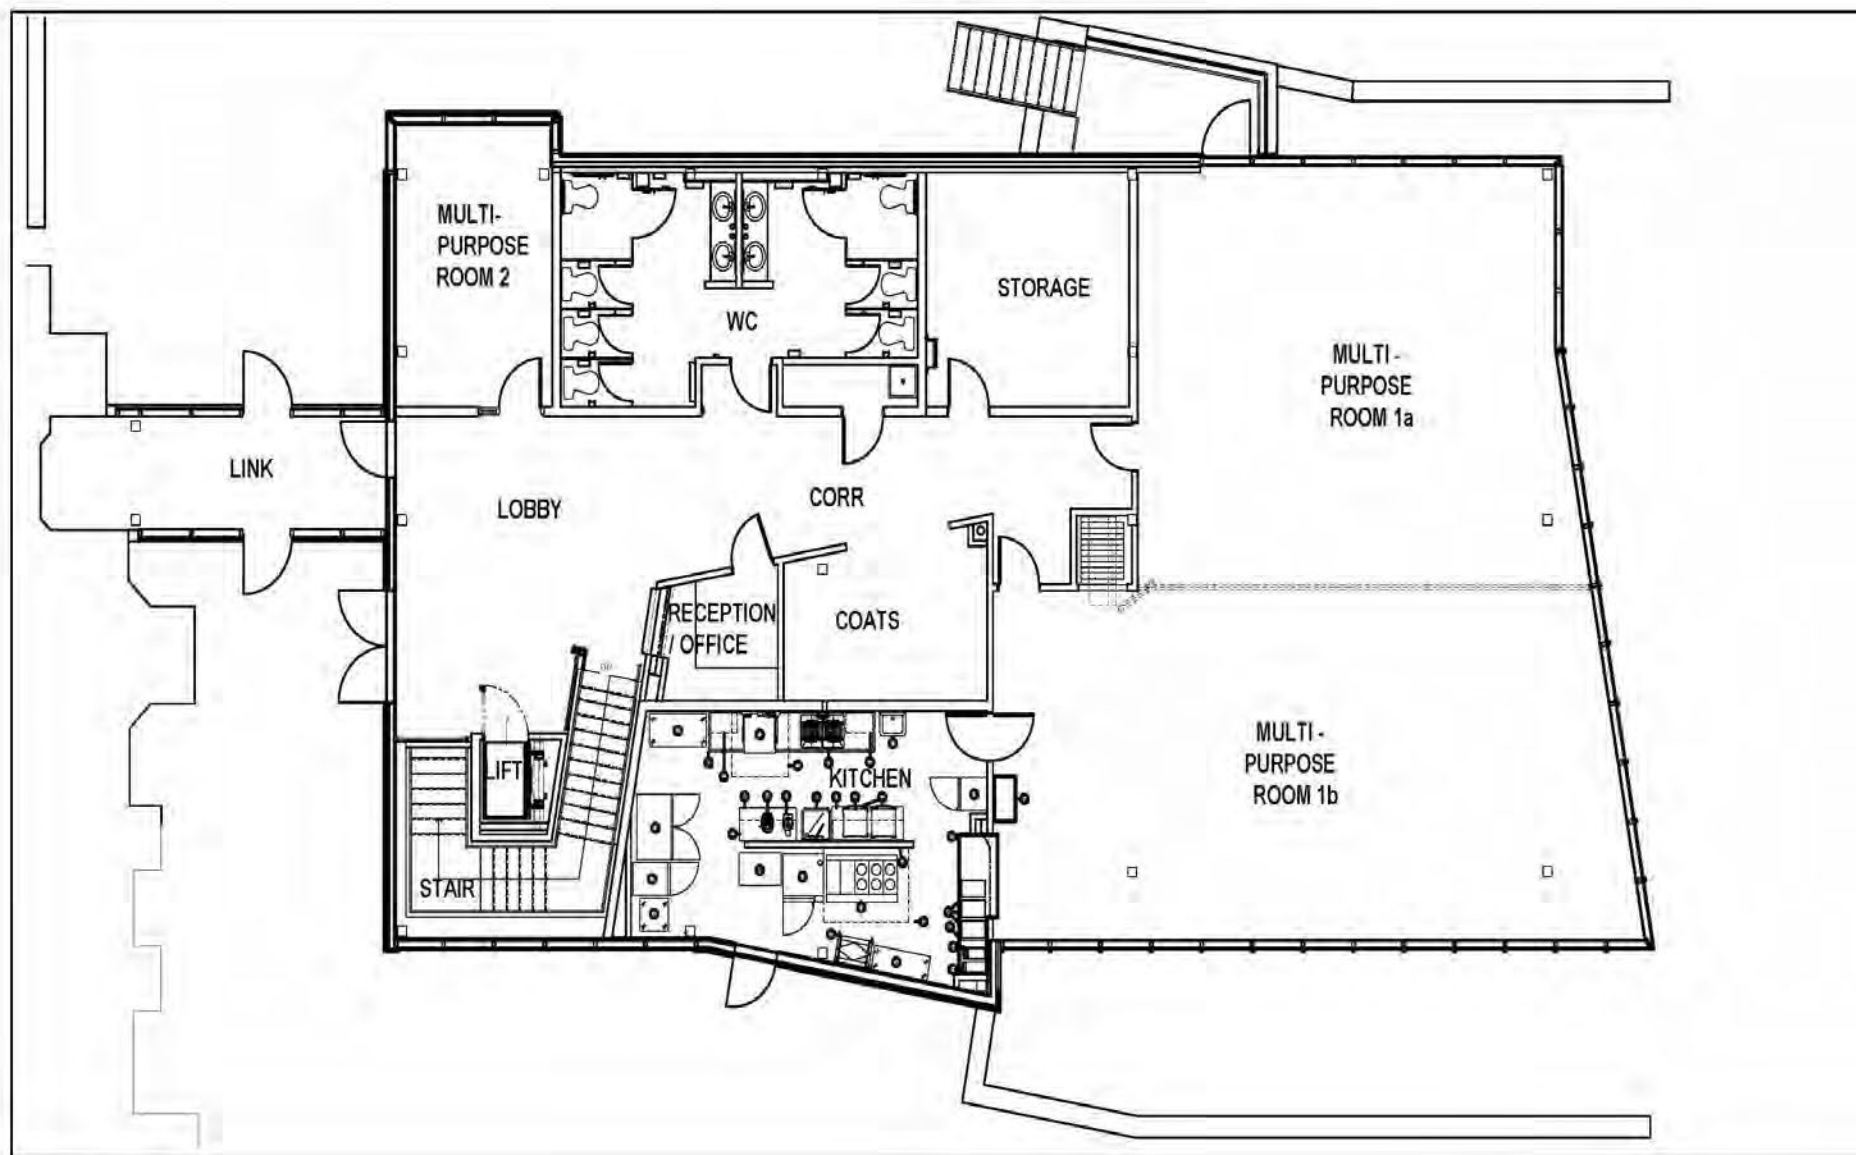 MULTI-
PURPOSE
ROOM 2
WC
STORAGE
MULTI -
PURPOSE
ROOM 1a
LINK
LOBBY
CORR
RECEPTION
/ OFFICE
COATS
MULTI -
PURPOSE
ROOM 1b
LIFT
KITCHEN
STAIR